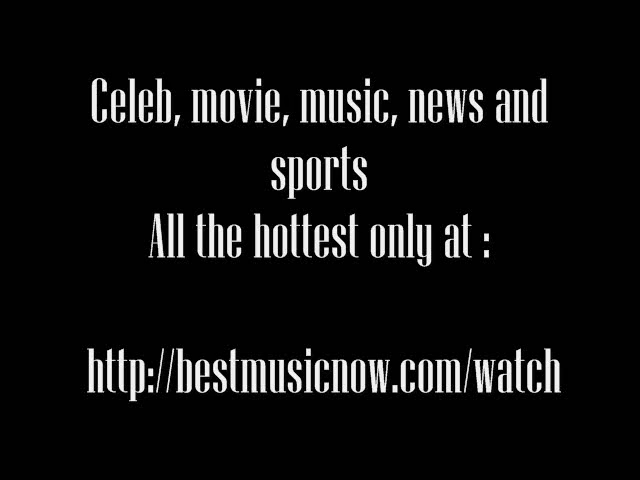 Celeb, movie, music, news and
sports
All the hottest only at :
http://bestmusicnow.com/watch